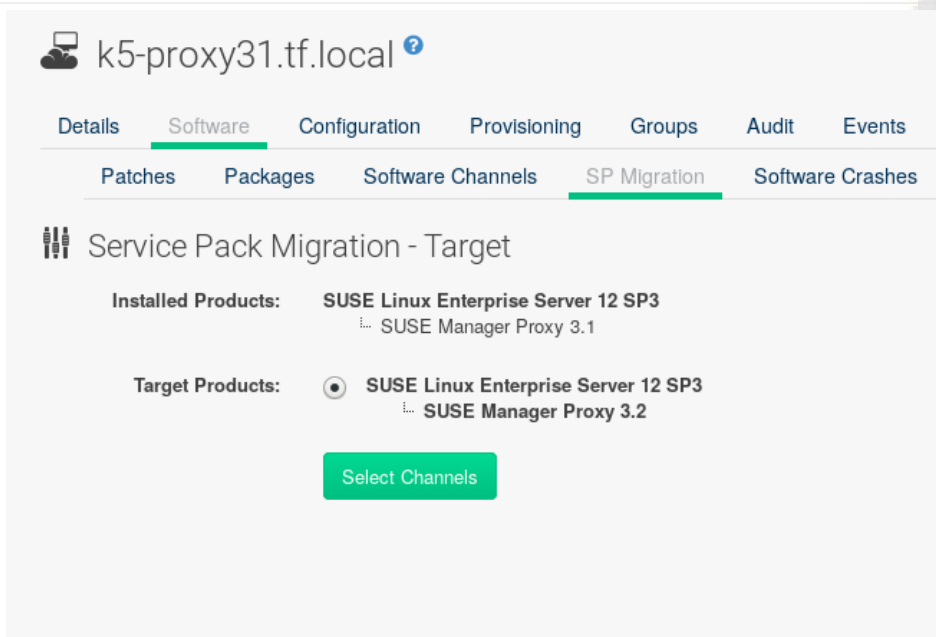 k5-proxy31.tf.local ?
Details Software Configuration Provisioning Groups Audit Events
Patches Packages Software Channels SP Migration Software Crashes
Service Pack Migration - Target
Installed Products: SUSE Linux Enterprise Server 12 SP3
SUSE Manager Proxy 3.1
Target Products: SUSE Linux Enterprise Server 12 SP3
SUSE Manager Proxy 3.2
Select Channels